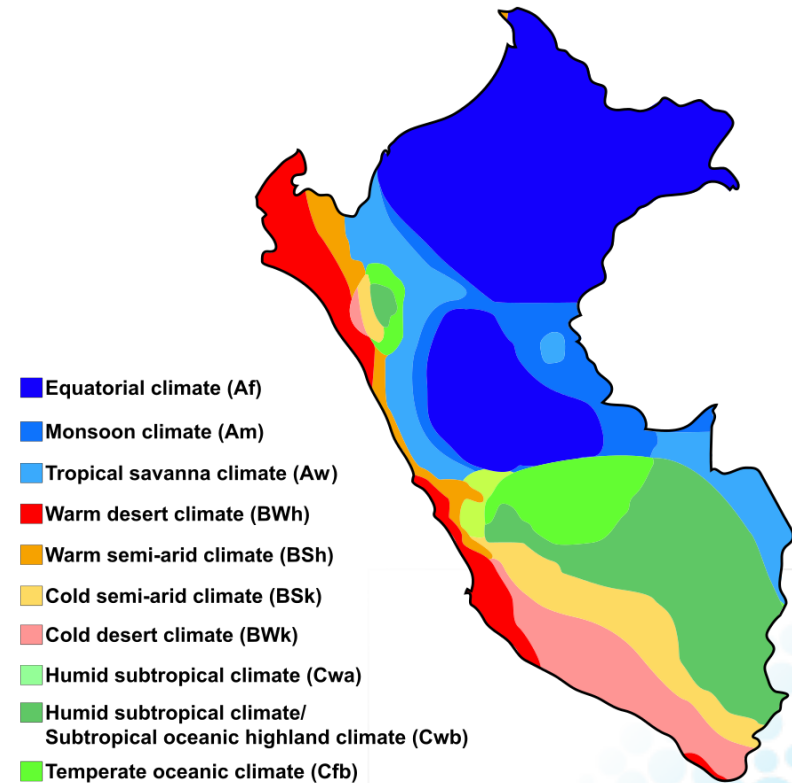 Equatorial climate (Af)
Monsoon climate (Am)
Tropical savanna climate (Aw)
Warm desert climate (BWh)
Warm semi-arid climate (BSh)
Cold semi-arid climate (BSk)
Cold desert climate (BWk)
Humid subtropical climate (Cwa)
Humid subtropical climate/
Subtropical oceanic highland climate (Cwb)
Temperate oceanic climate (Cfb)